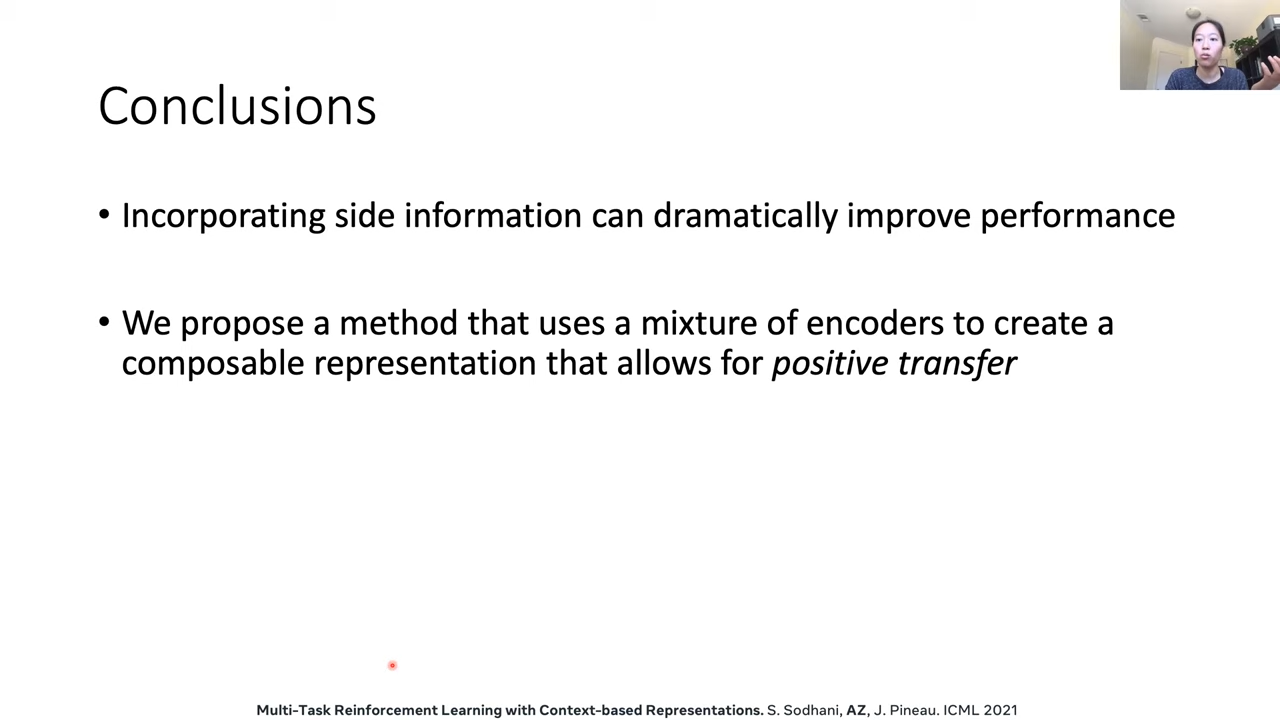 Conclusions
• Incorporating side information can dramatically improve performance
• We propose a method that uses a mixture of encoders to create a
composable representation that allows for positive transfer
Multi-Task Reinforcement Learning with Context-based Representations. S. Sodhani, AZ, J. Pineau. ICML 2021